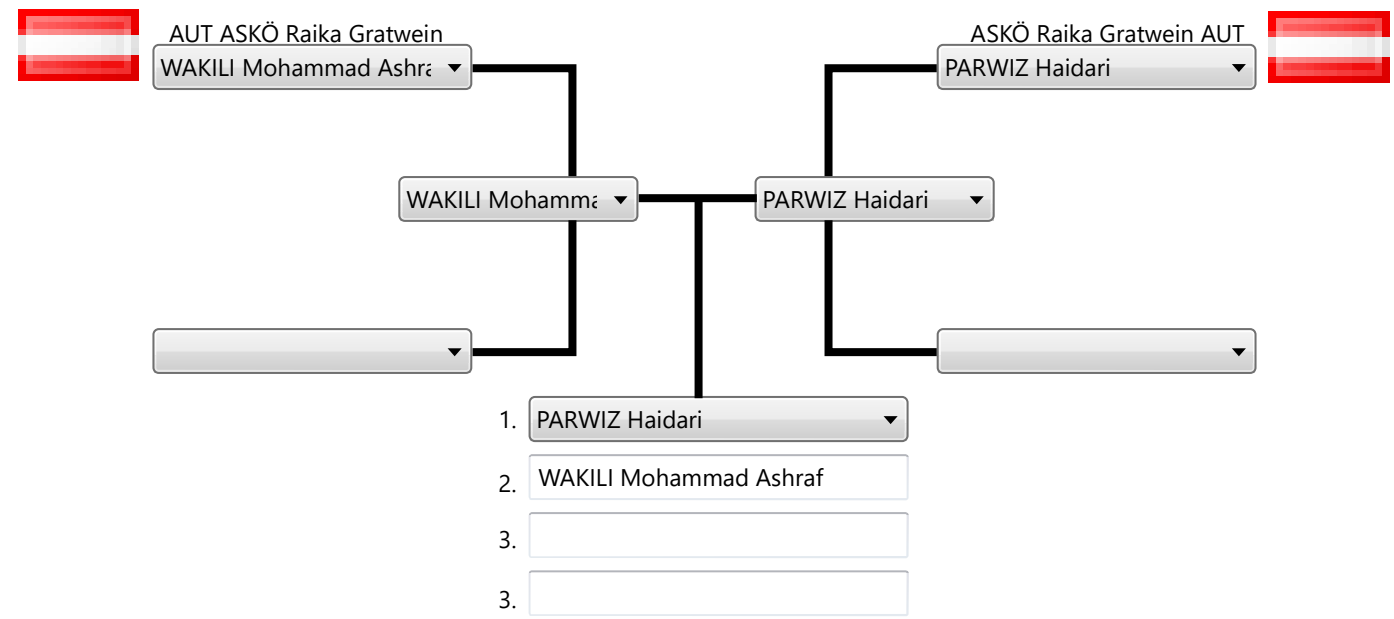 AUT ASKÖ Raika Gratwein
ASKÖ Raika Gratwein AUT
WAKILI Mohammad Ashra
PARWIZ Haidari
WAKILI Mohamma
PARWIZ Haidari
1. PARWIZ Haidari
2. WAKILI Mohammad Ashraf
3.
3.